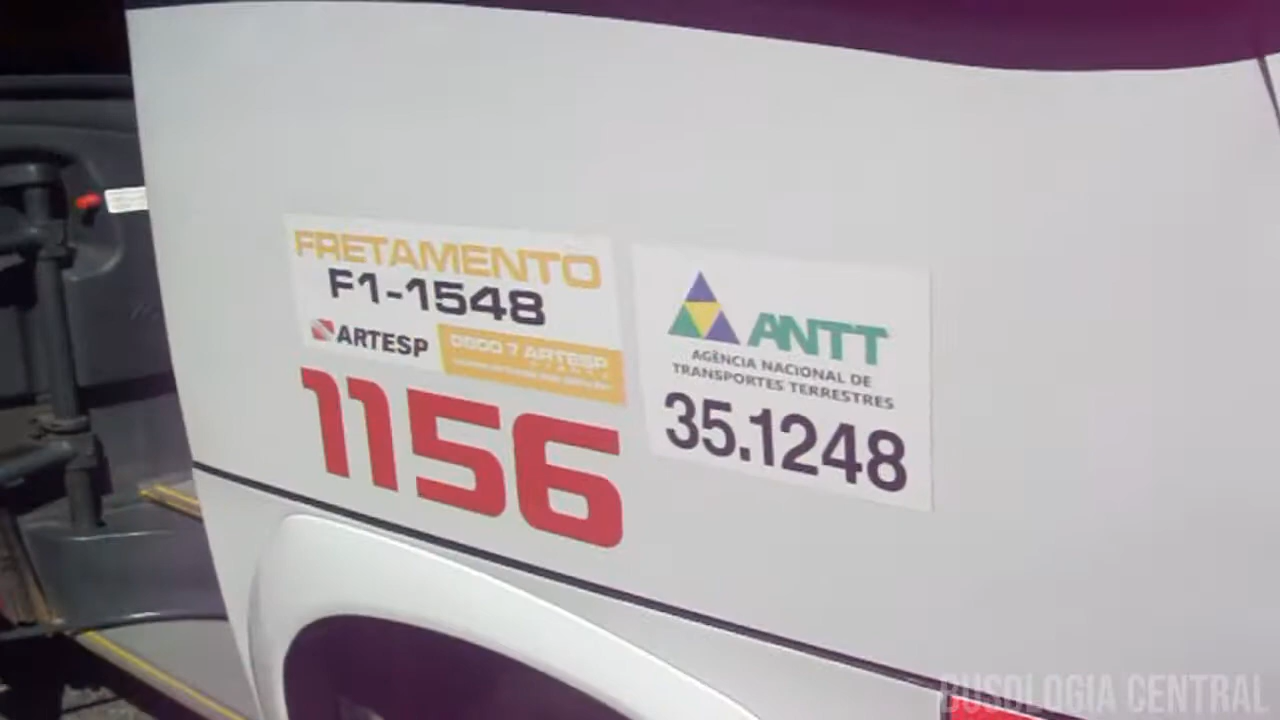 FRETAMENTO
F1-1548
ARTESP
0800 7 ARTESP
1156
ANTT
AGÊNCIA NACIONAL DE
TRANSPORTES TERRESTRES
35.1248
BUSOLOGIA CENTRAL